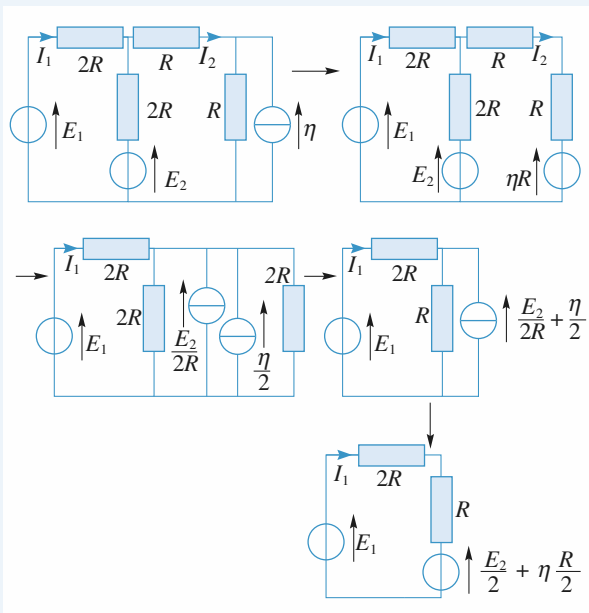 I₁ 2R R I₂
E₁ 2R E₂ R η
I₁ 2R R I₂
E₁ 2R E₂ R ηR
I₁ 2R 2R
E₁ 2R E₂/2R η/2
I₁ 2R
E₁ R E₂/2R + η/2
I₁ 2R
E₁ R E₂/2 + η R/2